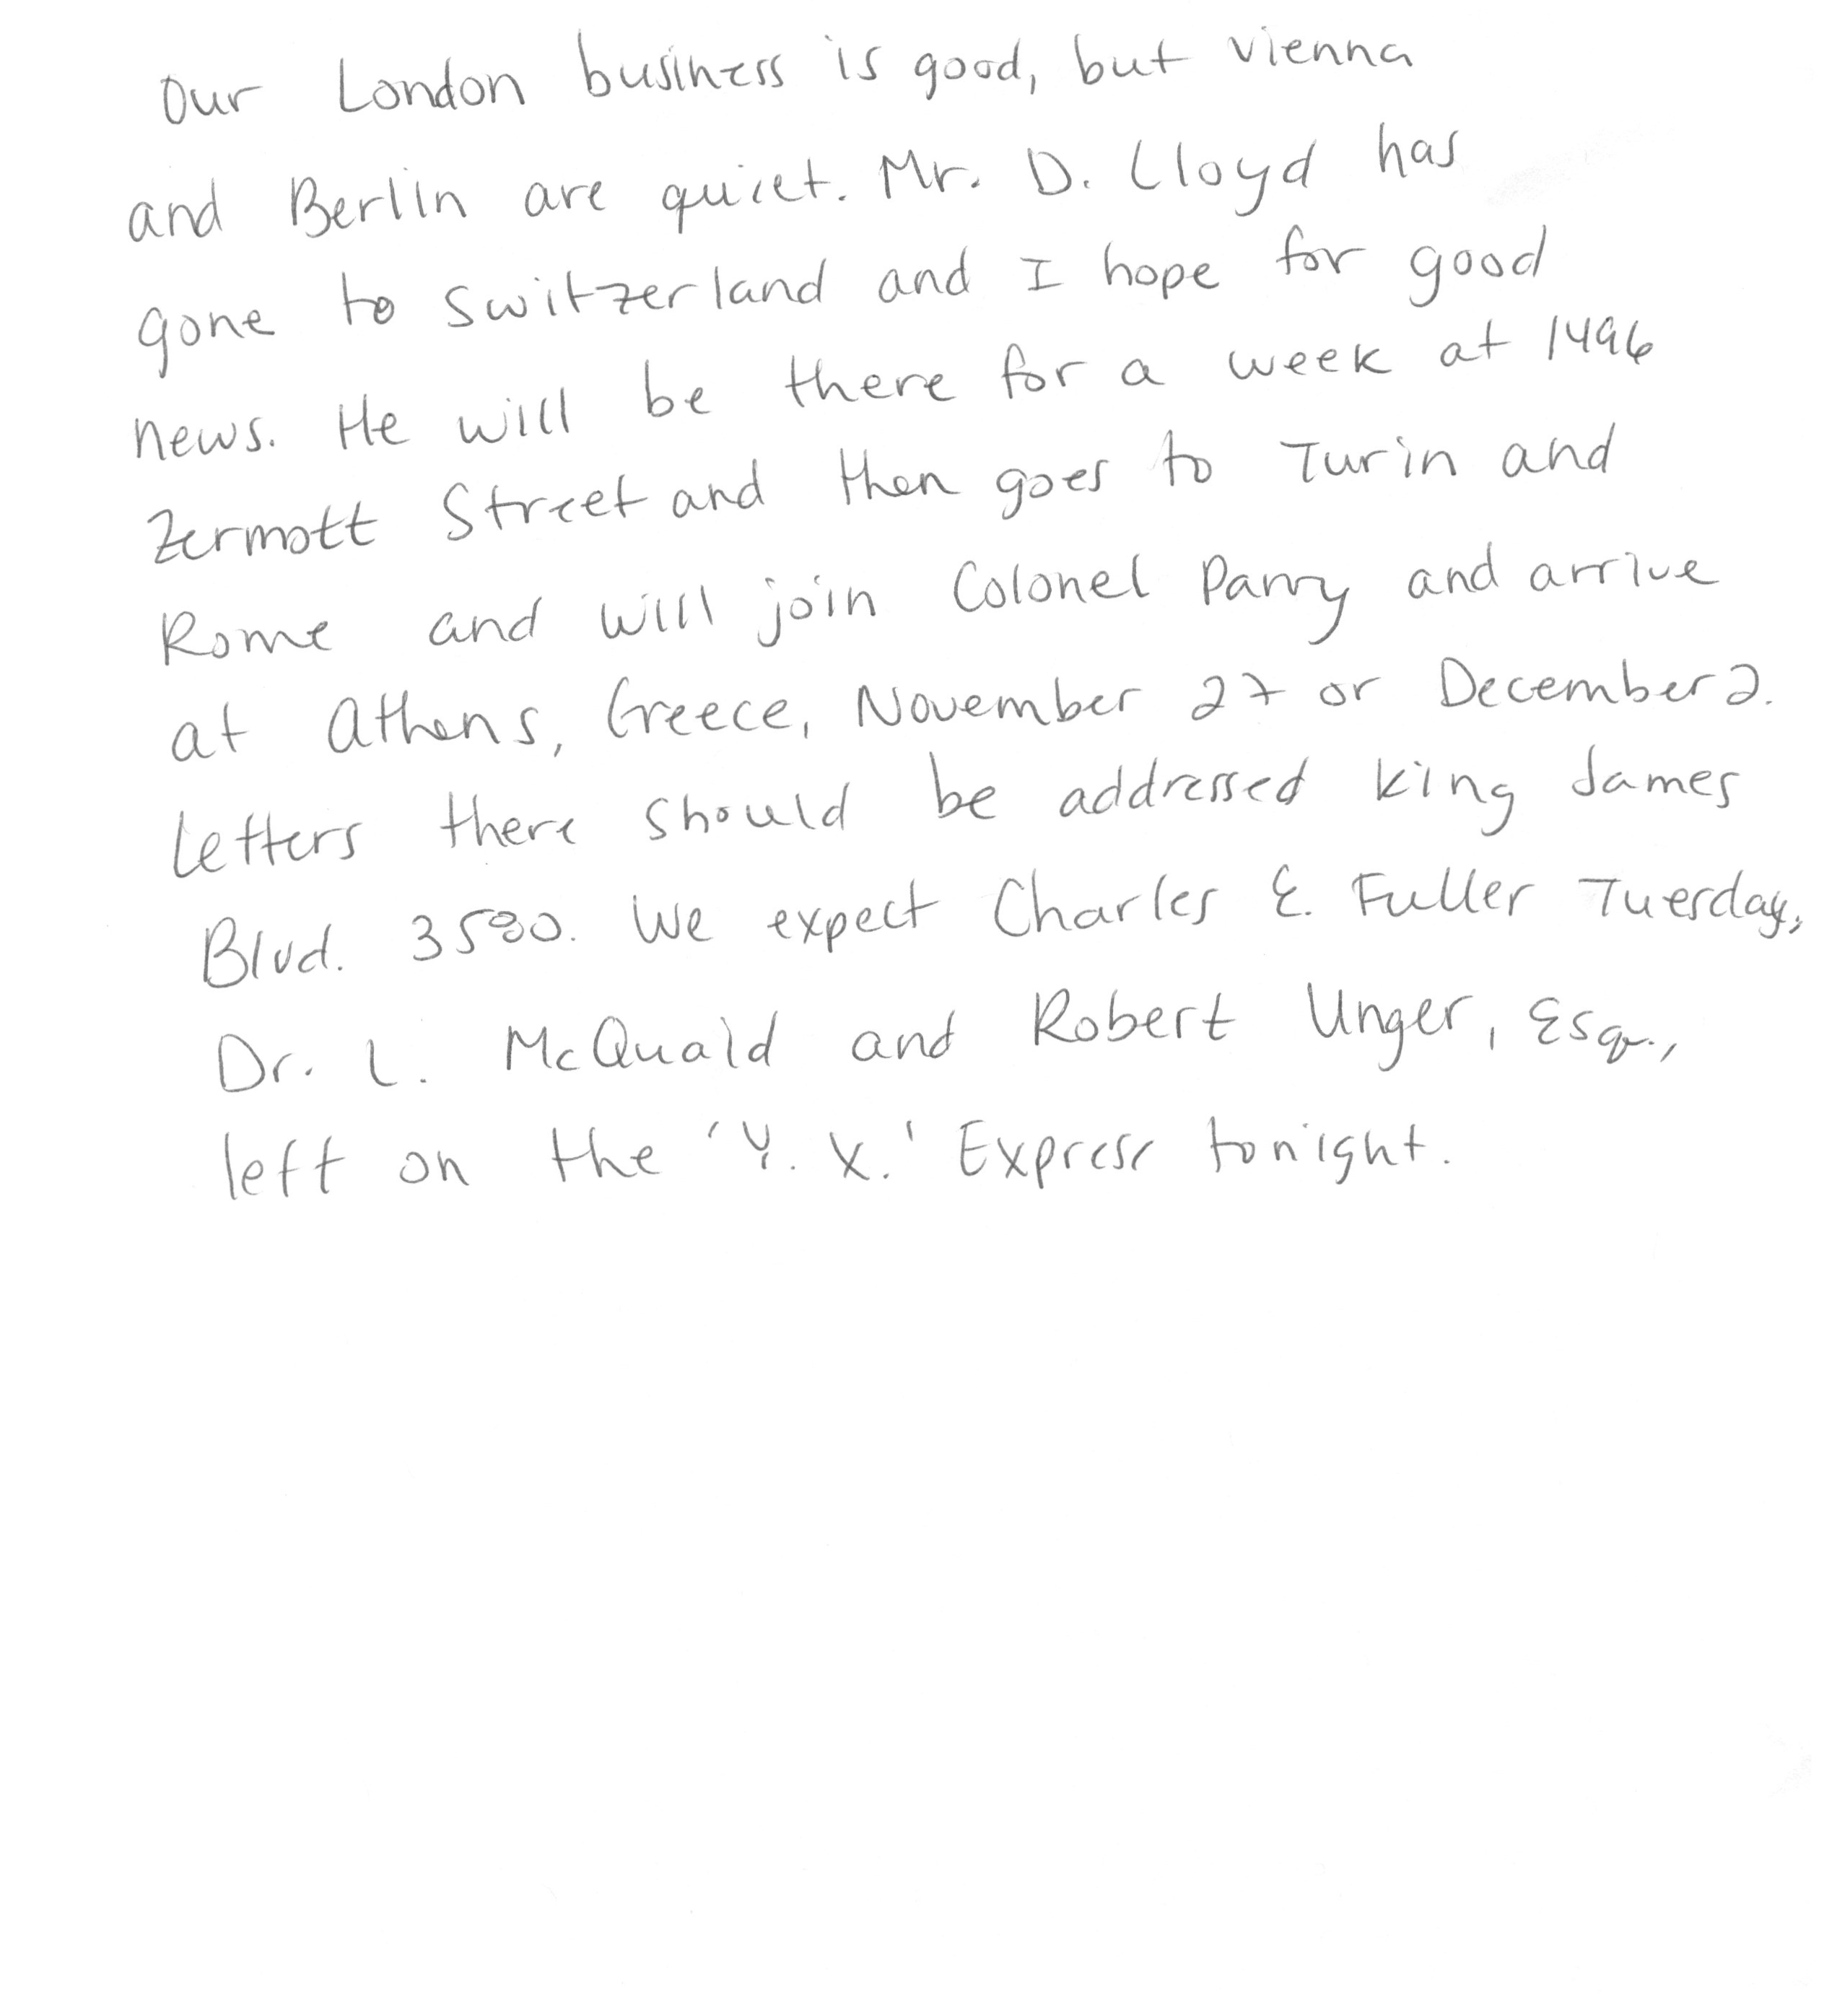 Our London business is good, but Vienna
and Berlin are quiet. Mr. D. Lloyd has
gone to Switzerland and I hope for good
news. He will be there for a week at 1496
Zermott Street and then goes to Turin and
Rome and will join Colonel Parry and arrive
at Athens, Greece, November 27 or December 2.
Letters there should be addressed King James
Blvd. 3580. We expect Charles E. Fuller Tuesday.
Dr. L. McQuaid and Robert Unger, Esq.,
left on the 'Y. X.' Express tonight.